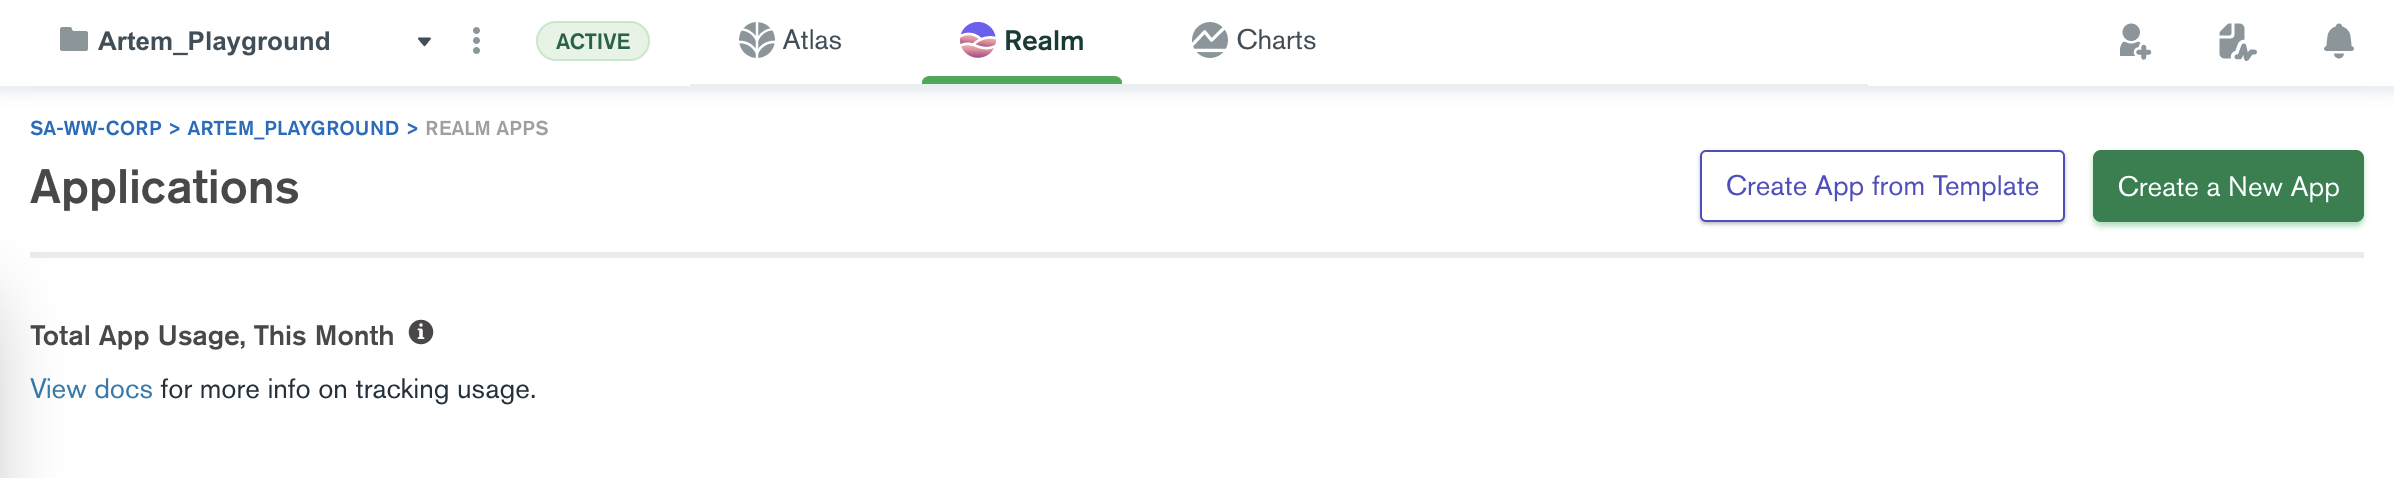 Artem_Playground ACTIVE Atlas Realm Charts
SA-WW-CORP > ARTEM_PLAYGROUND > REALM APPS
Applications
Create App from Template
Create a New App
Total App Usage, This Month
View docs for more info on tracking usage.